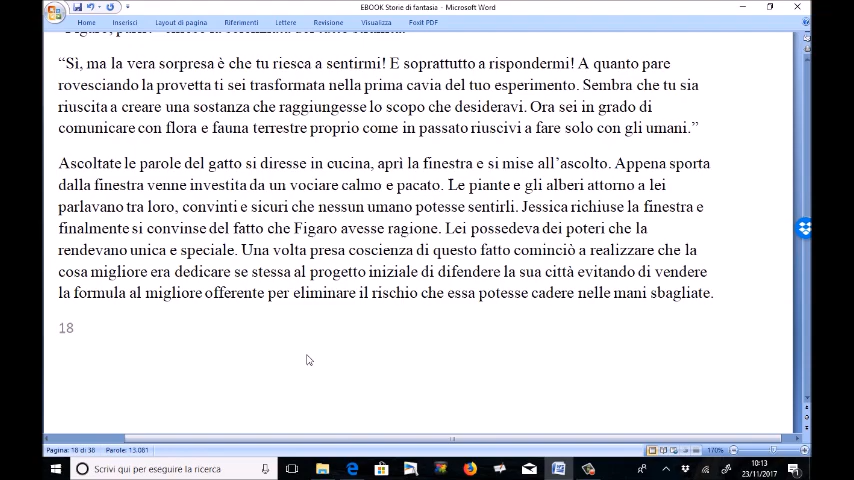 EBOOK Storie di fantasia - Microsoft Word
Home Inserisci Layout di pagina Riferimenti Lettere Revisione Visualizza Foxit PDF
“Sì, ma la vera sorpresa è che tu riesca a sentirmi! E soprattutto a rispondermi! A quanto pare
rovesciando la provetta ti sei trasformata nella prima cavia del tuo esperimento. Sembra che tu sia
riuscita a creare una sostanza che raggiungesse lo scopo che desideravi. Ora sei in grado di
comunicare con flora e fauna terrestre proprio come in passato riuscivi a fare solo con gli umani.”
Ascoltate le parole del gatto si diresse in cucina, aprì la finestra e si mise all’ascolto. Appena sporta
dalla finestra venne investita da un vociare calmo e pacato. Le piante e gli alberi attorno a lei
parlavano tra loro, convinti e sicuri che nessun umano potesse sentirli. Jessica richiuse la finestra e
finalmente si convinse del fatto che Figaro avesse ragione. Lei possedeva dei poteri che la
rendevano unica e speciale. Una volta presa coscienza di questo fatto cominciò a realizzare che la
cosa migliore era dedicare se stessa al progetto iniziale di difendere la sua città evitando di vendere
la formula al migliore offerente per eliminare il rischio che essa potesse cadere nelle mani sbagliate.
18
Pagina: 18 di 38 Parole: 13.081 170%
Scrivi qui per eseguire la ricerca
10:13
23/11/2017